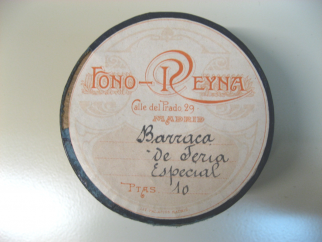 FONO-REYNA
Calle del Prado 29
MADRID
Barraca
de Feria
Especial
Ptas 10